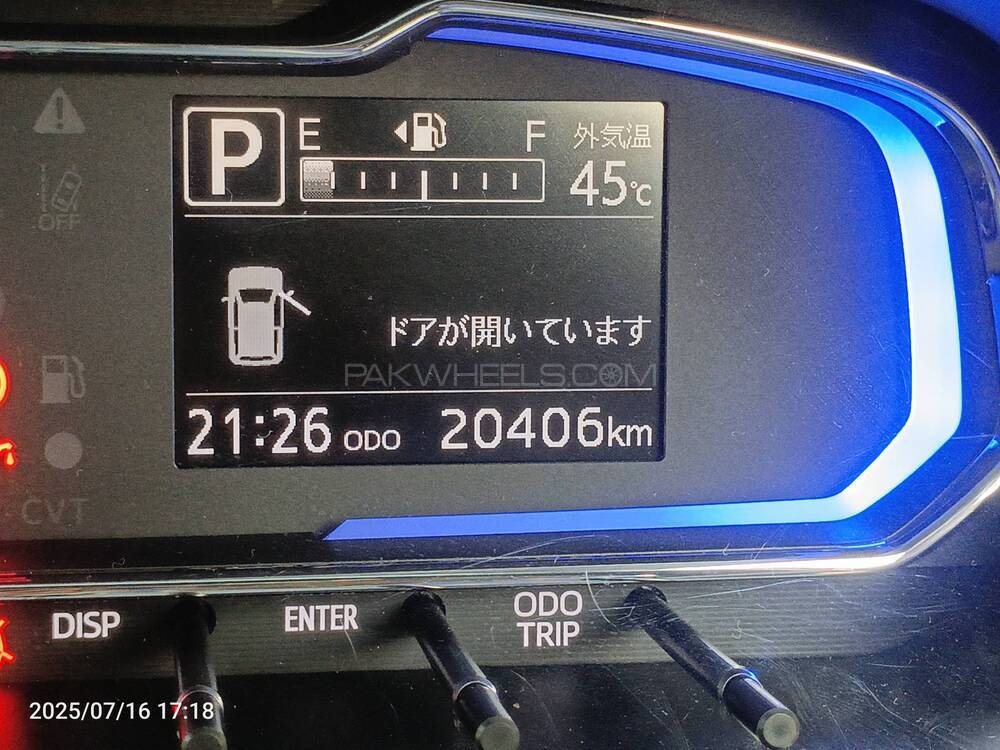 P
E F 外気温
45℃
OFF
ドアが開いています
PAKWHEELS.COM
21:26 ODO 20406km
CVT
DISP ENTER ODO TRIP
2025/07/16 17:18